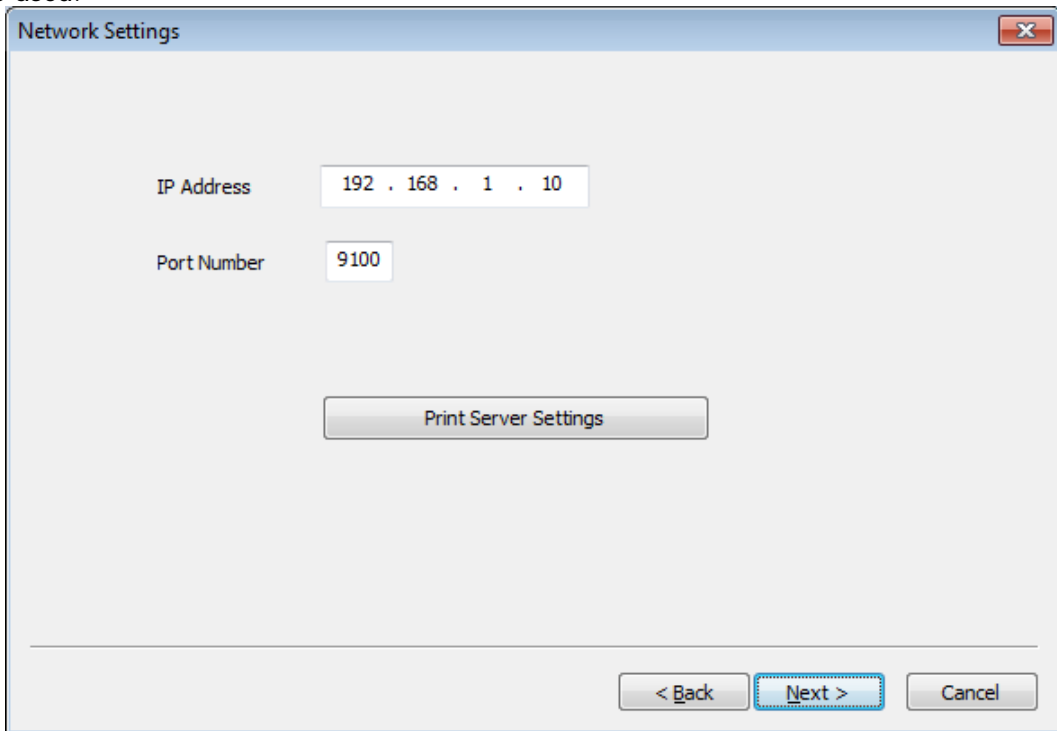 Network Settings
IP Address 192 . 168 . 1 . 10
Port Number 9100
Print Server Settings
< Back Next > Cancel